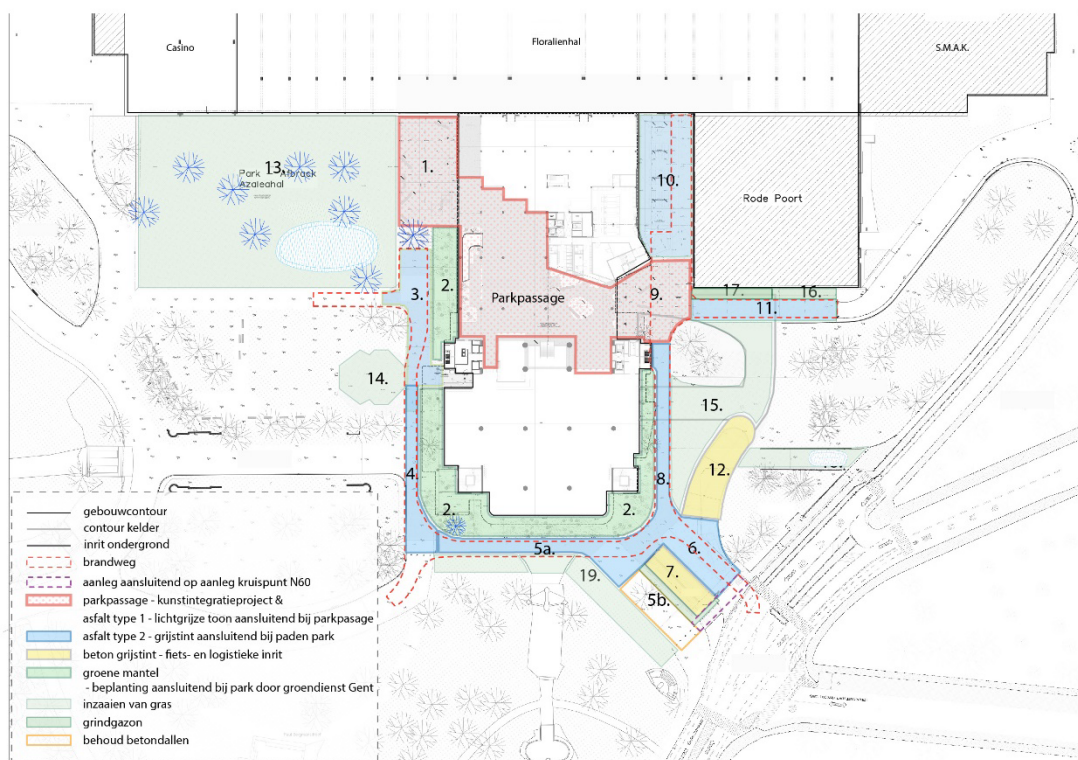 Casino
Floralienhal
S.M.A.K.
13.
Azaleahal
1.
10.
Rode Poort
2.
3.
Parkpassage
9.
17.
16.
11.
14.
15.
12.
4.
8.
2.
2.
5a.
6.
7.
19.
5b.
gebouwcontour
contour kelder
inrit ondergrond
brandweg
aanleg aansluitend op aanleg kruispunt N60
parkpassage - kunstintegratieproject &
asfalt type 1 - lichtgrijze toon aansluitend bij parkpasage
asfalt type 2 - grijstint aansluitend bij paden park
beton grijstint - fiets- en logistieke inrit
groene mantel
- beplanting aansluitend bij park door groendienst Gent
inzaaien van gras
grindgazon
behoud betondallen